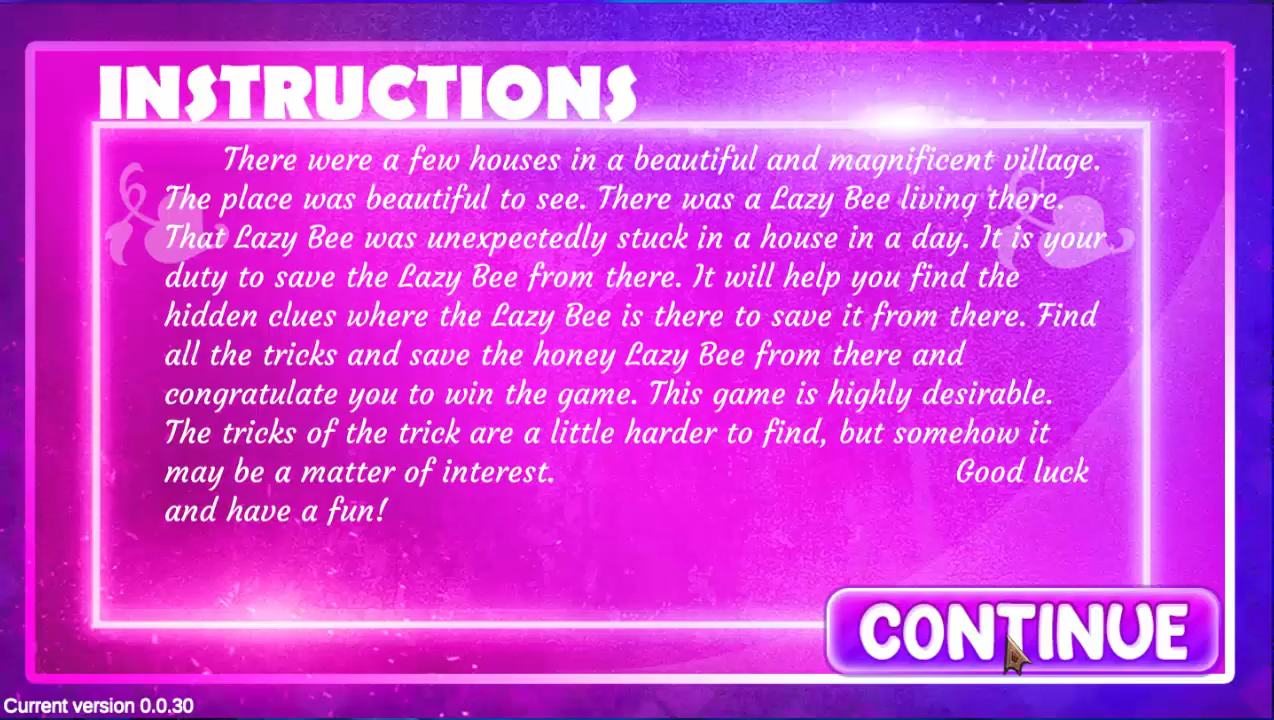 INSTRUCTIONS
There were a few houses in a beautiful and magnificent village.
The place was beautiful to see. There was a Lazy Bee living there.
That Lazy Bee was unexpectedly stuck in a house in a day. It is your
duty to save the Lazy Bee from there. It will help you find the
hidden clues where the Lazy Bee is there to save it from there. Find
all the tricks and save the honey Lazy Bee from there and
congratulate you to win the game. This game is highly desirable.
The tricks of the trick are a little harder to find, but somehow it
may be a matter of interest. Good luck
and have a fun!
CONTINUE
Current version 0.0.30